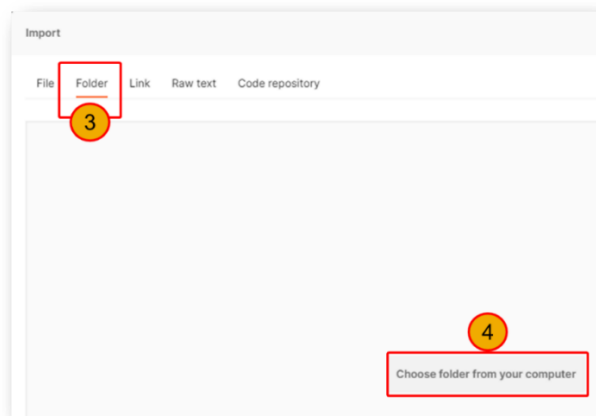 Import
File Folder Link Raw text Code repository
3
4
Choose folder from your computer